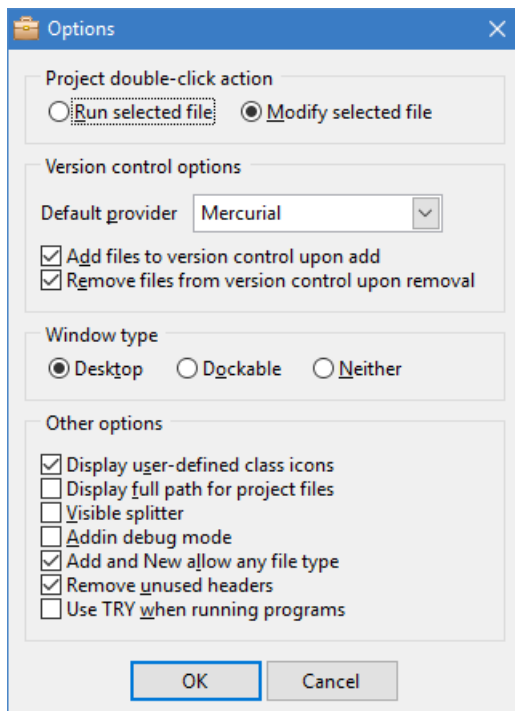 Options
Project double-click action
Run selected file Modify selected file
Version control options
Default provider Mercurial
Add files to version control upon add
Remove files from version control upon removal
Window type
Desktop Dockable Neither
Other options
Display user-defined class icons
Display full path for project files
Visible splitter
Addin debug mode
Add and New allow any file type
Remove unused headers
Use TRY when running programs
OK Cancel